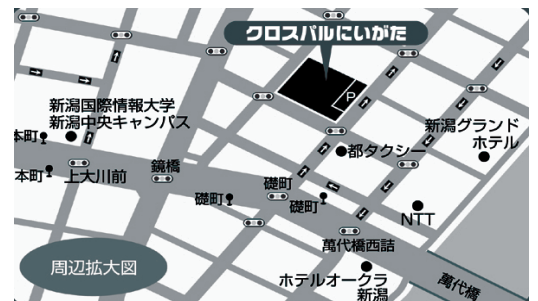 クロスパルにいがた
P
新潟国際情報大学
新潟中央キャンパス
本町
本町
上大川前
鏡橋
礎町
礎町
礎町
都タクシー
新潟グランド
ホテル
NTT
萬代橋西詰
ホテルオークラ
新潟
萬代橋
周辺拡大図